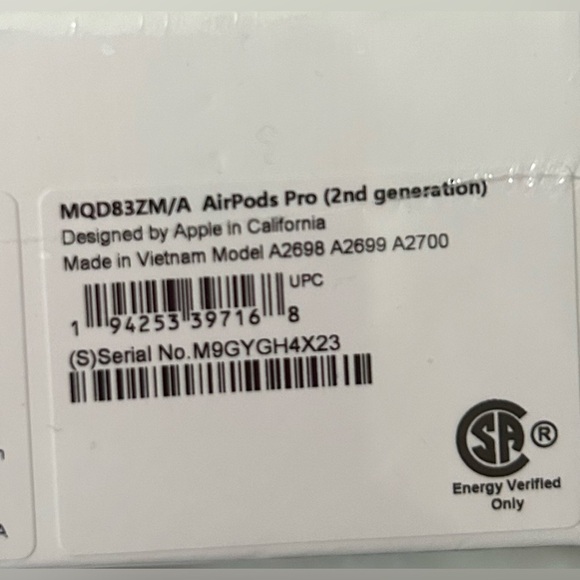 MQD83ZM/A AirPods Pro (2nd generation)
Designed by Apple in California
Made in Vietnam Model A2698 A2699 A2700
UPC
1 94253 39716 8
(S)Serial No.M9GYGH4X23
SA ®
Energy Verified
Only